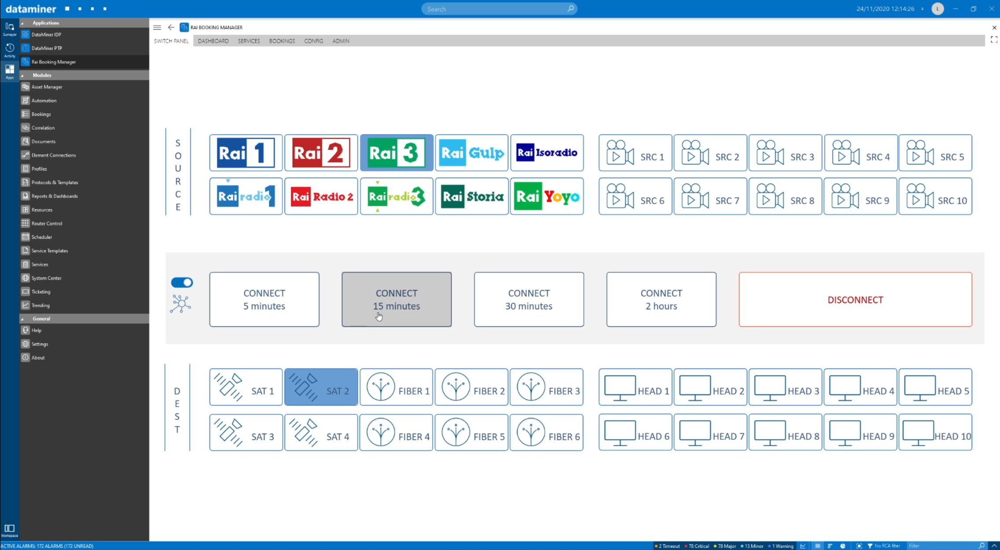 dataminer
Search
24/11/2020 12:14:26
L
Surveyor
Activity
Apps
Workspace
Applications
DataMiner IDP
DataMiner PTP
Rai Booking Manager
Modules
Asset Manager
Automation
Bookings
Correlation
Documents
Element Connections
Profiles
Protocols & Templates
Reports & Dashboards
Resources
Router Control
Scheduler
Service Templates
Services
System Center
Ticketing
Trending
General
Help
Settings
About
RAI BOOKING MANAGER
SWITCH PANEL DASHBOARD SERVICES BOOKINGS CONFIG ADMIN
SOURCE
Rai 1 Rai 2 Rai 3 Rai Gulp Rai Isoradio SRC 1 SRC 2 SRC 3 SRC 4 SRC 5
Rai radio1 Rai Radio 2 Rai radio3 Rai Storia Rai Yoyo SRC 6 SRC 7 SRC 8 SRC 9 SRC 10
CONNECT
5 minutes
CONNECT
15 minutes
CONNECT
30 minutes
CONNECT
2 hours
DISCONNECT
DEST
SAT 1 SAT 2 FIBER 1 FIBER 2 FIBER 3 HEAD 1 HEAD 2 HEAD 3 HEAD 4 HEAD 5
SAT 3 SAT 4 FIBER 4 FIBER 5 FIBER 6 HEAD 6 HEAD 7 HEAD 8 HEAD 9 HEAD 10
ACTIVE ALARMS: 172 ALARMS (172 UNREAD) 2 Timeout 78 Critical 78 Major 13 Minor 1 Warning No RCA filter Filter